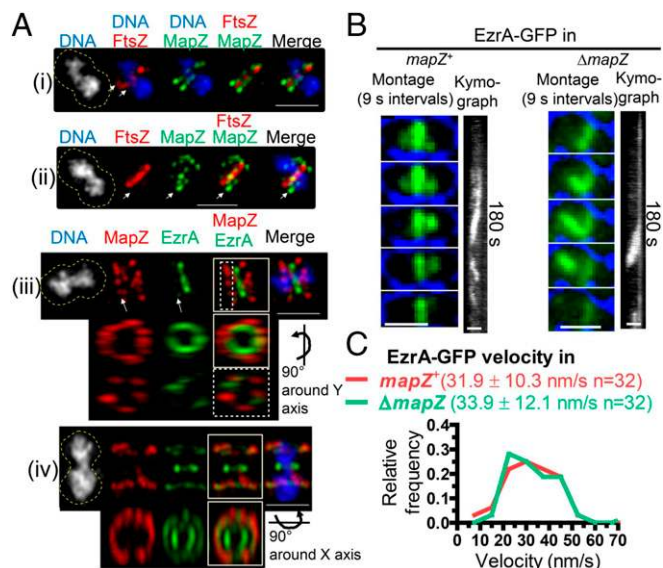 A
DNA DNA FtsZ
DNA FtsZ MapZ MapZ Merge
(i)
FtsZ
DNA FtsZ MapZ MapZ Merge
(ii)
MapZ
DNA MapZ EzrA EzrA Merge
(iii)
90°
around Y
axis
(iv)
90°
around X axis
B
EzrA-GFP in
mapZ+ ΔmapZ
Montage Kymo- Montage Kymo-
(9 s intervals) graph (9 s intervals) graph
180 s
180 s
C
EzrA-GFP velocity in
mapZ+ (31.9 ± 10.3 nm/s n=32)
ΔmapZ (33.9 ± 12.1 nm/s n=32)
Relative
frequency
0.4
0.3
0.2
0.1
0.0
0 10 20 30 40 50 60 70
Velocity (nm/s)